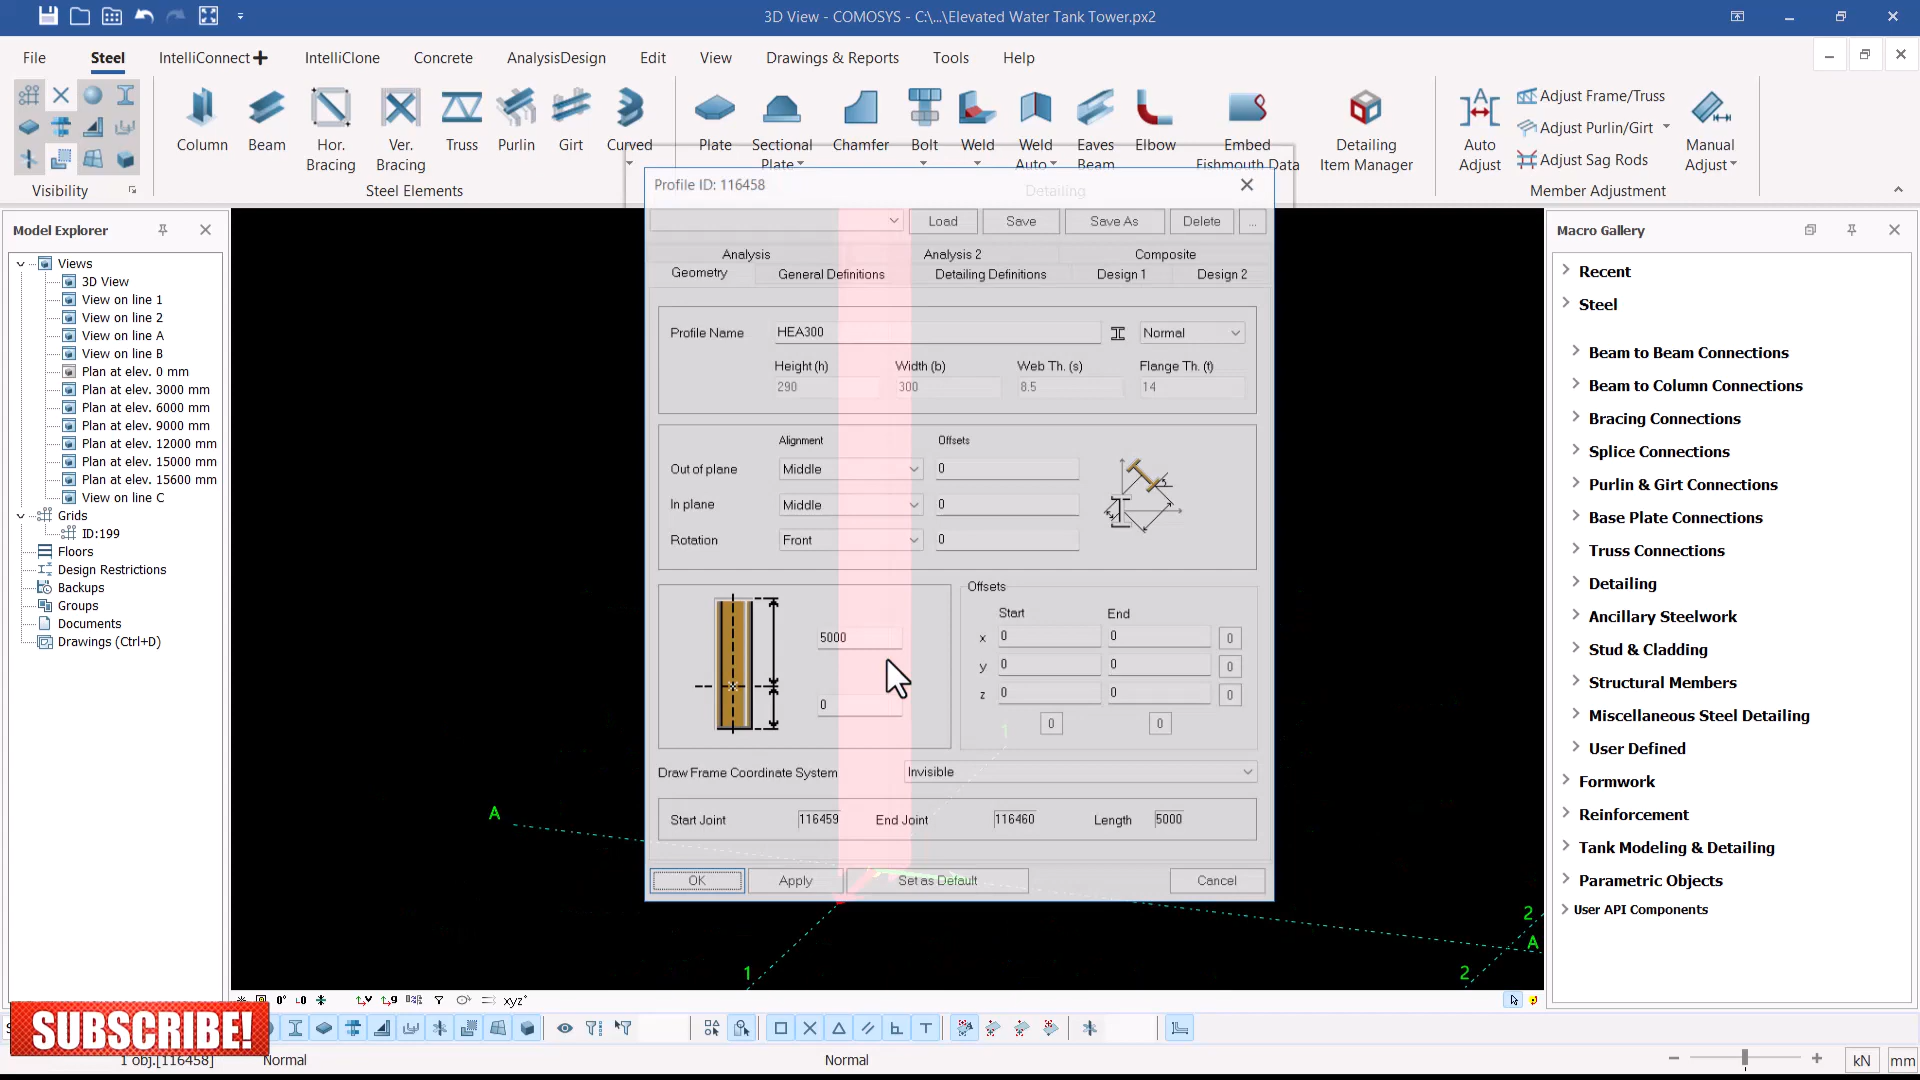 3D View - COMOSYS - C:\...\Elevated Water Tank Tower.px2
File
Steel
IntelliConnect
IntelliClone
Concrete
AnalysisDesign
Edit
View
Drawings & Reports
Tools
Help
Column
Beam
Hor.
Bracing
Ver.
Bracing
Truss
Purlin
Girt
Curved
Plate
Sectional
Plate
Chamfer
Bolt
Weld
Weld
Auto
Eaves
Beam
Elbow
Embed
Fishmouth Data
Detailing
Item Manager
Auto
Adjust
Adjust Frame/Truss
Adjust Purlin/Girt
Adjust Sag Rods
Manual
Adjust
Visibility
Steel Elements
Detailing
Member Adjustment
Model Explorer
Views
3D View
View on line 1
View on line 2
View on line A
View on line B
Plan at elev. 0 mm
Plan at elev. 3000 mm
Plan at elev. 6000 mm
Plan at elev. 9000 mm
Plan at elev. 12000 mm
Plan at elev. 15000 mm
Plan at elev. 15600 mm
View on line C
Grids
ID:199
Floors
Design Restrictions
Backups
Groups
Documents
Drawings (Ctrl+D)
Profile ID: 116458
Load
Save
Save As
Delete
...
Analysis
Analysis 2
Composite
Geometry
General Definitions
Detailing Definitions
Design 1
Design 2
Profile Name
HEA300
Normal
Height (h)
Width (b)
Web Th. (s)
Flange Th. (t)
290
300
8.5
14
Alignment
Offsets
Out of plane
Middle
0
In plane
Middle
0
Rotation
Front
0
5000
0
Offsets
Start
End
x
0
0
0
y
0
0
0
z
0
0
0
0
0
Draw Frame Coordinate System
Invisible
Start Joint
116459
End Joint
116460
Length
5000
OK
Apply
Set as Default
Cancel
A
1
1
2
A
2
Macro Gallery
Recent
Steel
Beam to Beam Connections
Beam to Column Connections
Bracing Connections
Splice Connections
Purlin & Girt Connections
Base Plate Connections
Truss Connections
Detailing
Ancillary Steelwork
Stud & Cladding
Structural Members
Miscellaneous Steel Detailing
User Defined
Formwork
Reinforcement
Tank Modeling & Detailing
Parametric Objects
User API Components
xyz
SUBSCRIBE!
1 obj.[116458]
Normal
Normal
kN
mm